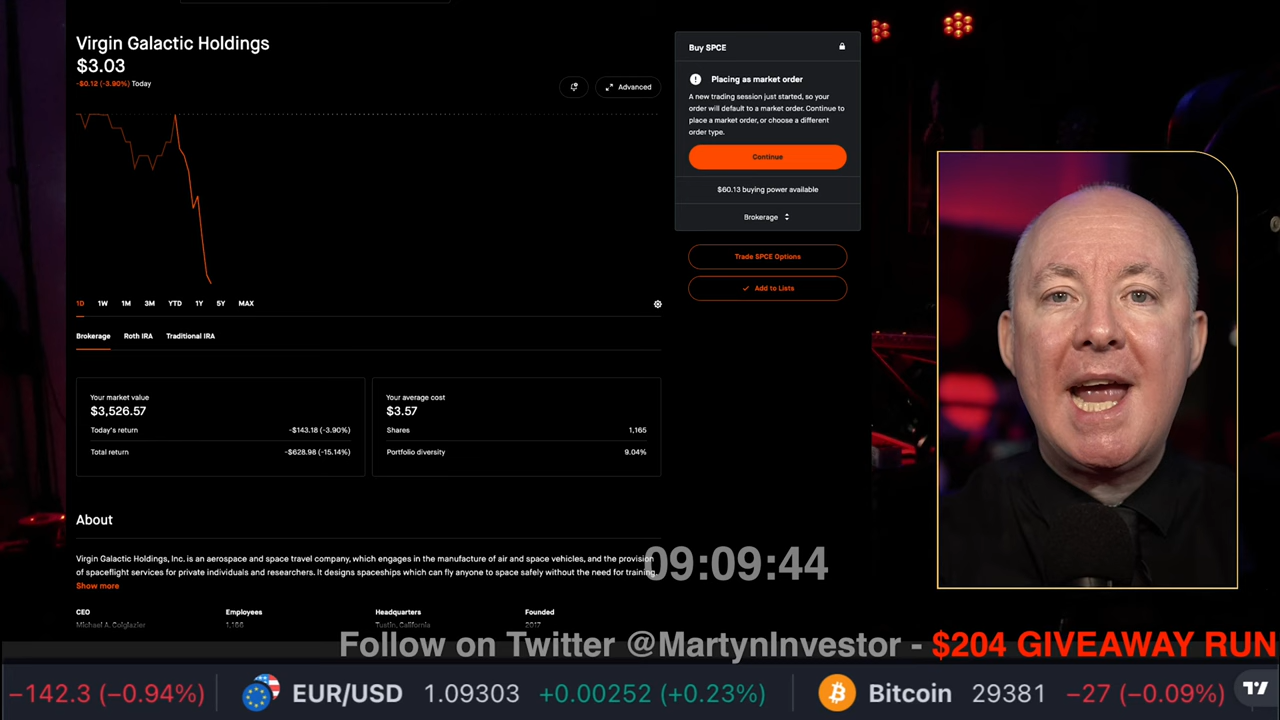 Virgin Galactic Holdings
$3.03
-$0.12 (-3.90%) Today
Advanced
1D 1W 1M 3M YTD 1Y 5Y MAX
Brokerage Roth IRA Traditional IRA
Your market value
$3,526.57
Today's return -$143.18 (-3.90%)
Total return -$628.98 (-15.14%)
Your average cost
$3.57
Shares 1,165
Portfolio diversity 9.04%
About
Virgin Galactic Holdings, Inc. is an aerospace and space travel company, which engages in the manufacture of air and space vehicles, and the provision
of spaceflight services for private individuals and researchers. It designs spaceships which can fly anyone to space safely without the need for training
Show more
CEO Employees Headquarters Founded
Michael A. Colglazier 1,166 Tustin, California 2017
Buy SPCE
Placing as market order
A new trading session just started, so your
order will default to a market order. Continue to
place a market order, or choose a different
order type.
Continue
$60.13 buying power available
Brokerage
Trade SPCE Options
Add to Lists
09:09:44
Follow on Twitter @MartynInvestor - $204 GIVEAWAY RUN
-142.3 (-0.94%) EUR/USD 1.09303 +0.00252 (+0.23%) Bitcoin 29381 -27 (-0.09%)